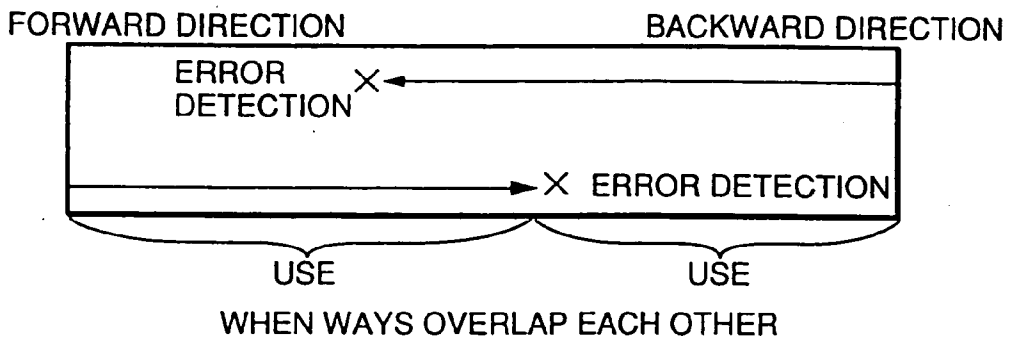 FORWARD DIRECTION
BACKWARD DIRECTION
ERROR
DETECTION
ERROR DETECTION
USE
USE
WHEN WAYS OVERLAP EACH OTHER